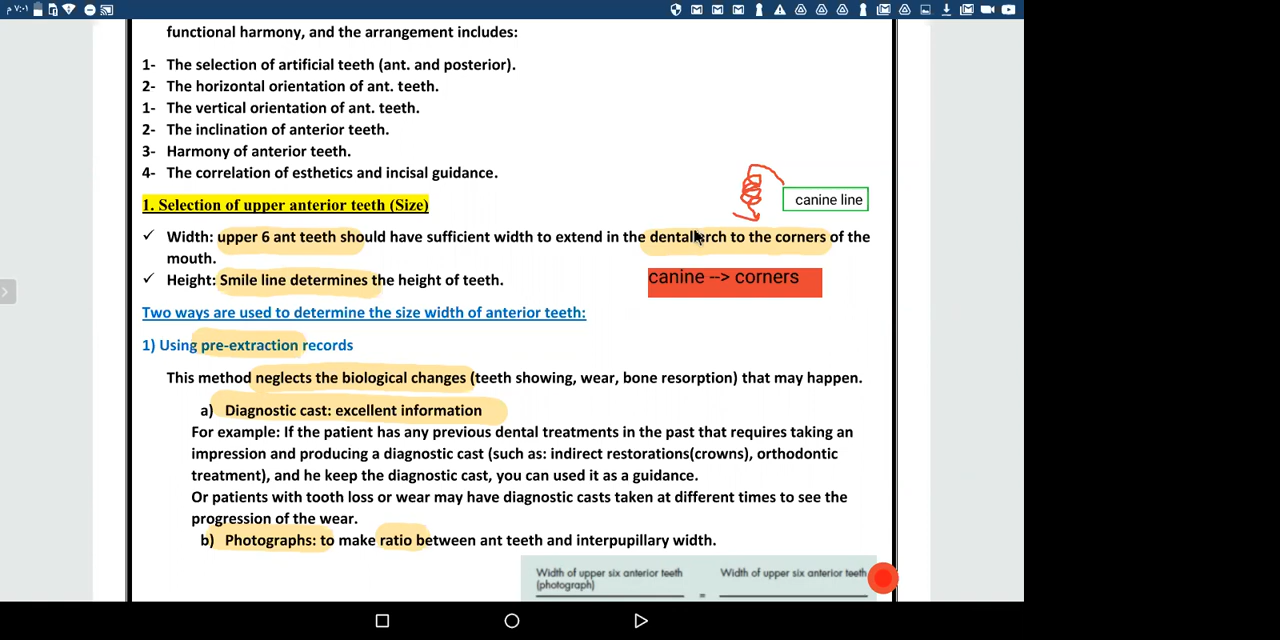 م ٧:٠١
functional harmony, and the arrangement includes:
1- The selection of artificial teeth (ant. and posterior).
2- The horizontal orientation of ant. teeth.
1- The vertical orientation of ant. teeth.
2- The inclination of anterior teeth.
3- Harmony of anterior teeth.
4- The correlation of esthetics and incisal guidance.
canine line
1. Selection of upper anterior teeth (Size)
✓ Width: upper 6 ant teeth should have sufficient width to extend in the dental arch to the corners of the
mouth.
✓ Height: Smile line determines the height of teeth.
canine --> corners
Two ways are used to determine the size width of anterior teeth:
1) Using pre-extraction records
This method neglects the biological changes (teeth showing, wear, bone resorption) that may happen.
a) Diagnostic cast: excellent information
For example: If the patient has any previous dental treatments in the past that requires taking an
impression and producing a diagnostic cast (such as: indirect restorations(crowns), orthodontic
treatment), and he keep the diagnostic cast, you can used it as a guidance.
Or patients with tooth loss or wear may have diagnostic casts taken at different times to see the
progression of the wear.
b) Photographs: to make ratio between ant teeth and interpupillary width.
Width of upper six anterior teeth
(photograph)
=
Width of upper six anterior teeth